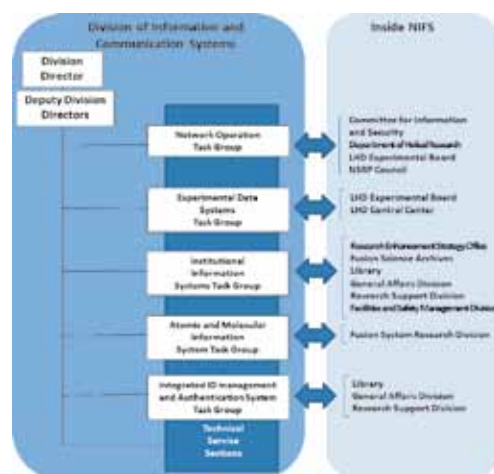 Division of Information and
Communication Systems
Inside NIFS
Division
Director
Deputy Division
Directors
Network Operation
Task Group
Committee for Information
and Security
Department of Helical Research
LHD Experimental Board
Council
Experimental Data
Systems
Task Group
LHD Experimental Board
LHD Control Center
Institutional
Information
Systems Task Group
Research Enhancement Strategy Office
Fusion Science Archives
Library
General Affairs Division
Research Support Division
Facilities and Safety Management Division
Atomic and Molecular
Information
System Task Group
Fusion System Research Division
Integrated ID management
and Authentication System
Task Group
Library
General Affairs Division
Research Support Division
Technical
Service
Sections